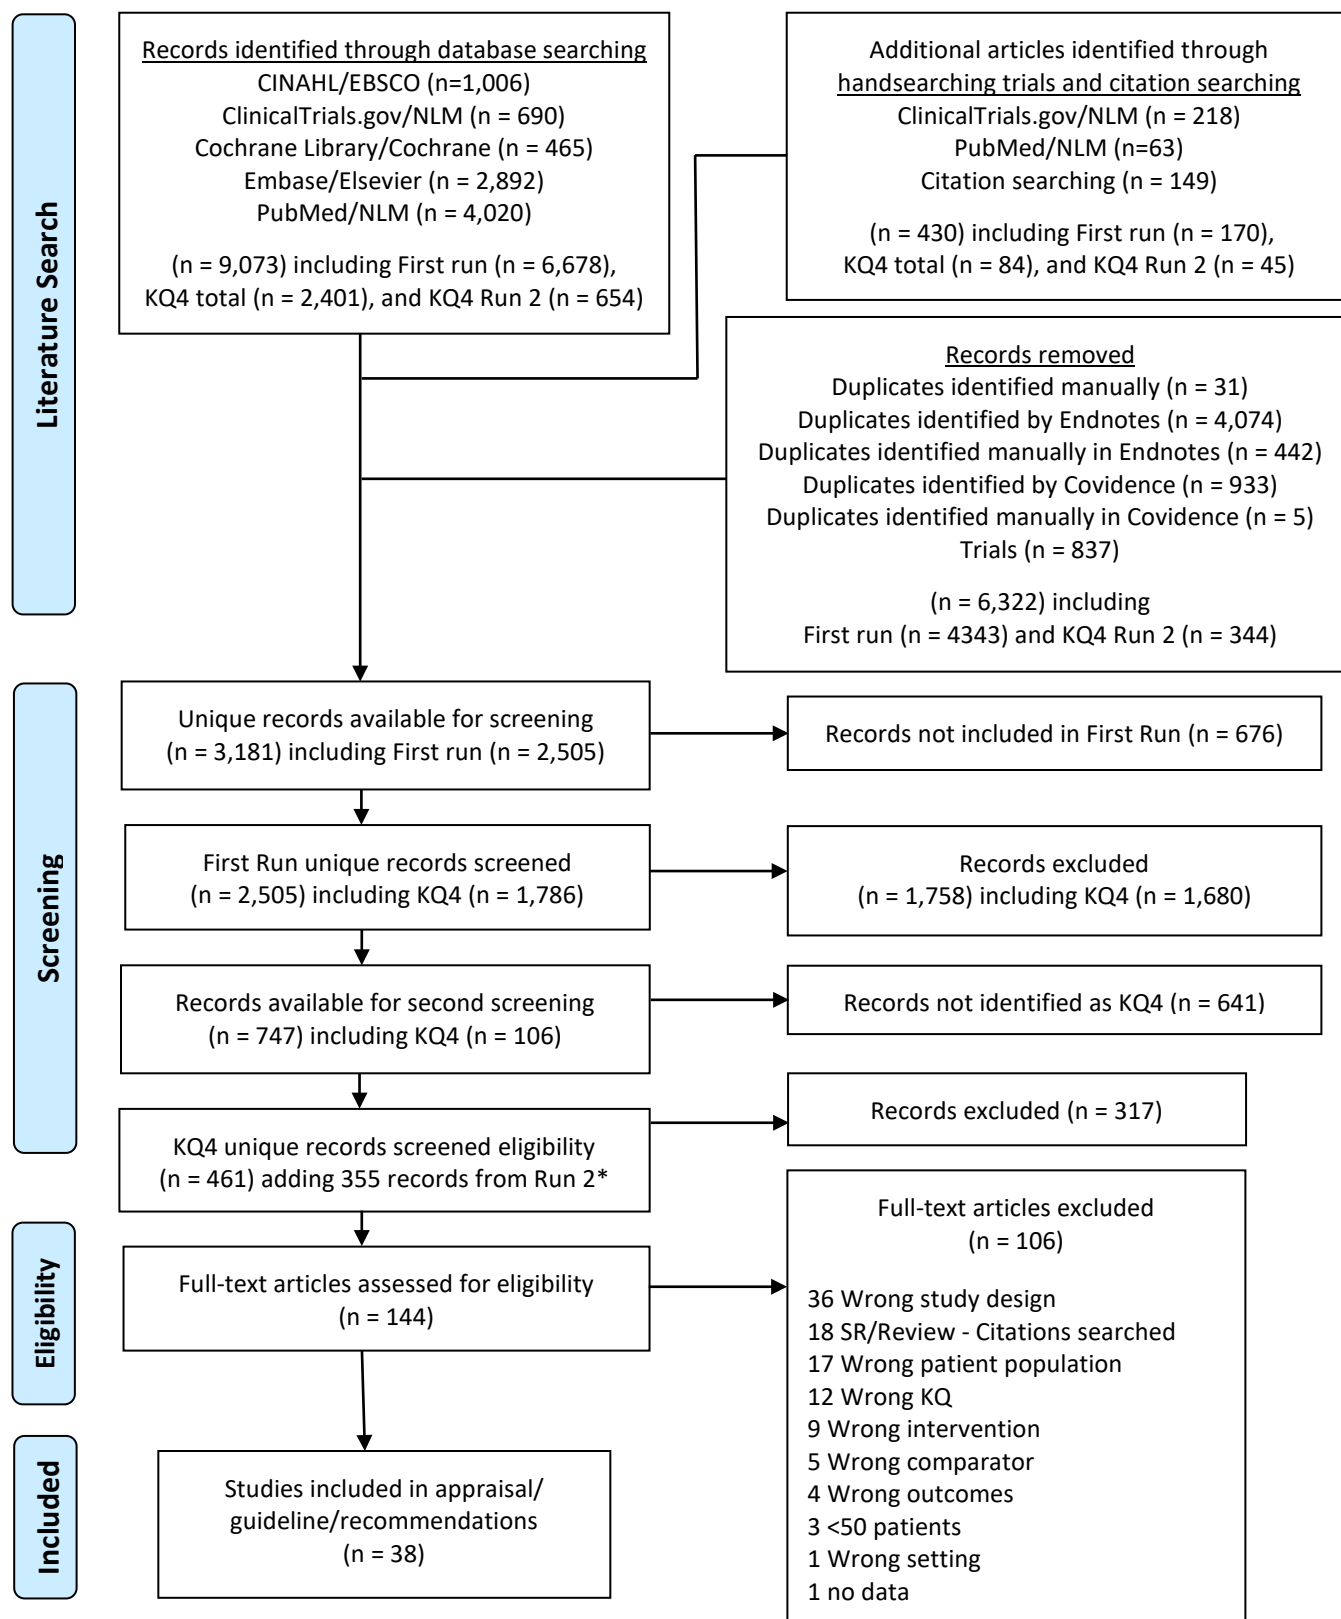 Literature Search
Records identified through database searching
CINAHL/EBSCO (n=1,006)
ClinicalTrials.gov/NLM (n = 690)
Cochrane Library/Cochrane (n = 465)
Embase/Elsevier (n = 2,892)
PubMed/NLM (n = 4,020)
(n = 9,073) including First run (n = 6,678),
KQ4 total (n = 2,401), and KQ4 Run 2 (n = 654)
Additional articles identified through
handsearching trials and citation searching
ClinicalTrials.gov/NLM (n = 218)
PubMed/NLM (n=63)
Citation searching (n = 149)
(n = 430) including First run (n = 170),
KQ4 total (n = 84), and KQ4 Run 2 (n = 45)
Records removed
Duplicates identified manually (n = 31)
Duplicates identified by Endnotes (n = 4,074)
Duplicates identified manually in Endnotes (n = 442)
Duplicates identified by Covidence (n = 933)
Duplicates identified manually in Covidence (n = 5)
Trials (n = 837)
(n = 6,322) including
First run (n = 4343) and KQ4 Run 2 (n = 344)
Screening
Unique records available for screening
(n = 3,181) including First run (n = 2,505)
Records not included in First Run (n = 676)
First Run unique records screened
(n = 2,505) including KQ4 (n = 1,786)
Records excluded
(n = 1,758) including KQ4 (n = 1,680)
Records available for second screening
(n = 747) including KQ4 (n = 106)
Records not identified as KQ4 (n = 641)
KQ4 unique records screened eligibility
(n = 461) adding 355 records from Run 2*
Records excluded (n = 317)
Eligibility
Full-text articles assessed for eligibility
(n = 144)
Full-text articles excluded
(n = 106)
36 Wrong study design
18 SR/Review - Citations searched
17 Wrong patient population
12 Wrong KQ
9 Wrong intervention
5 Wrong comparator
4 Wrong outcomes
3 <50 patients
1 Wrong setting
1 no data
Included
Studies included in appraisal/
guideline/recommendations
(n = 38)